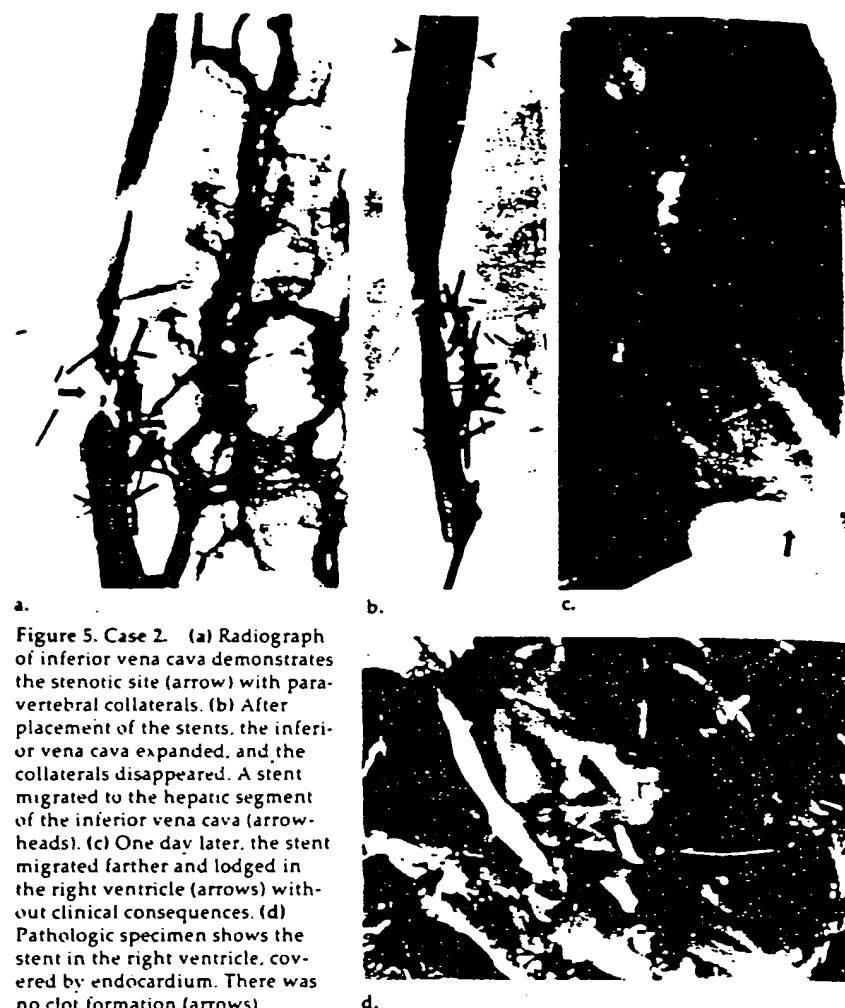 a.
b.
c.
Figure 5. Case 2. (a) Radiograph
of inferior vena cava demonstrates
the stenotic site (arrow) with para-
vertebral collaterals. (b) After
placement of the stents, the inferi-
or vena cava expanded, and the
collaterals disappeared. A stent
migrated to the hepatic segment
of the inferior vena cava (arrow-
heads). (c) One day later, the stent
migrated farther and lodged in
the right ventricle (arrows) with-
out clinical consequences. (d)
Pathologic specimen shows the
stent in the right ventricle, cov-
ered by endocardium. There was
no clot formation (arrows).
d.